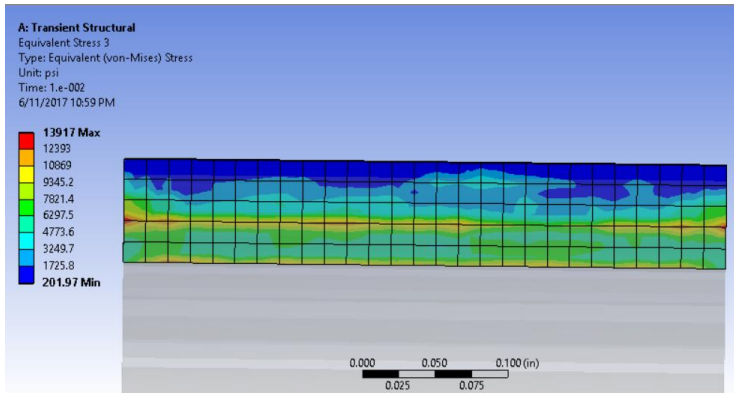 A: Transient Structural
Equivalent Stress 3
Type: Equivalent (von-Mises) Stress
Unit: psi
Time: 1.e-002
6/11/2017 10:59 PM
13917 Max
12393
10869
9345.2
7821.4
6297.5
4773.6
3249.7
1725.8
201.97 Min
0.000 0.050 0.100 (in)
0.025 0.075